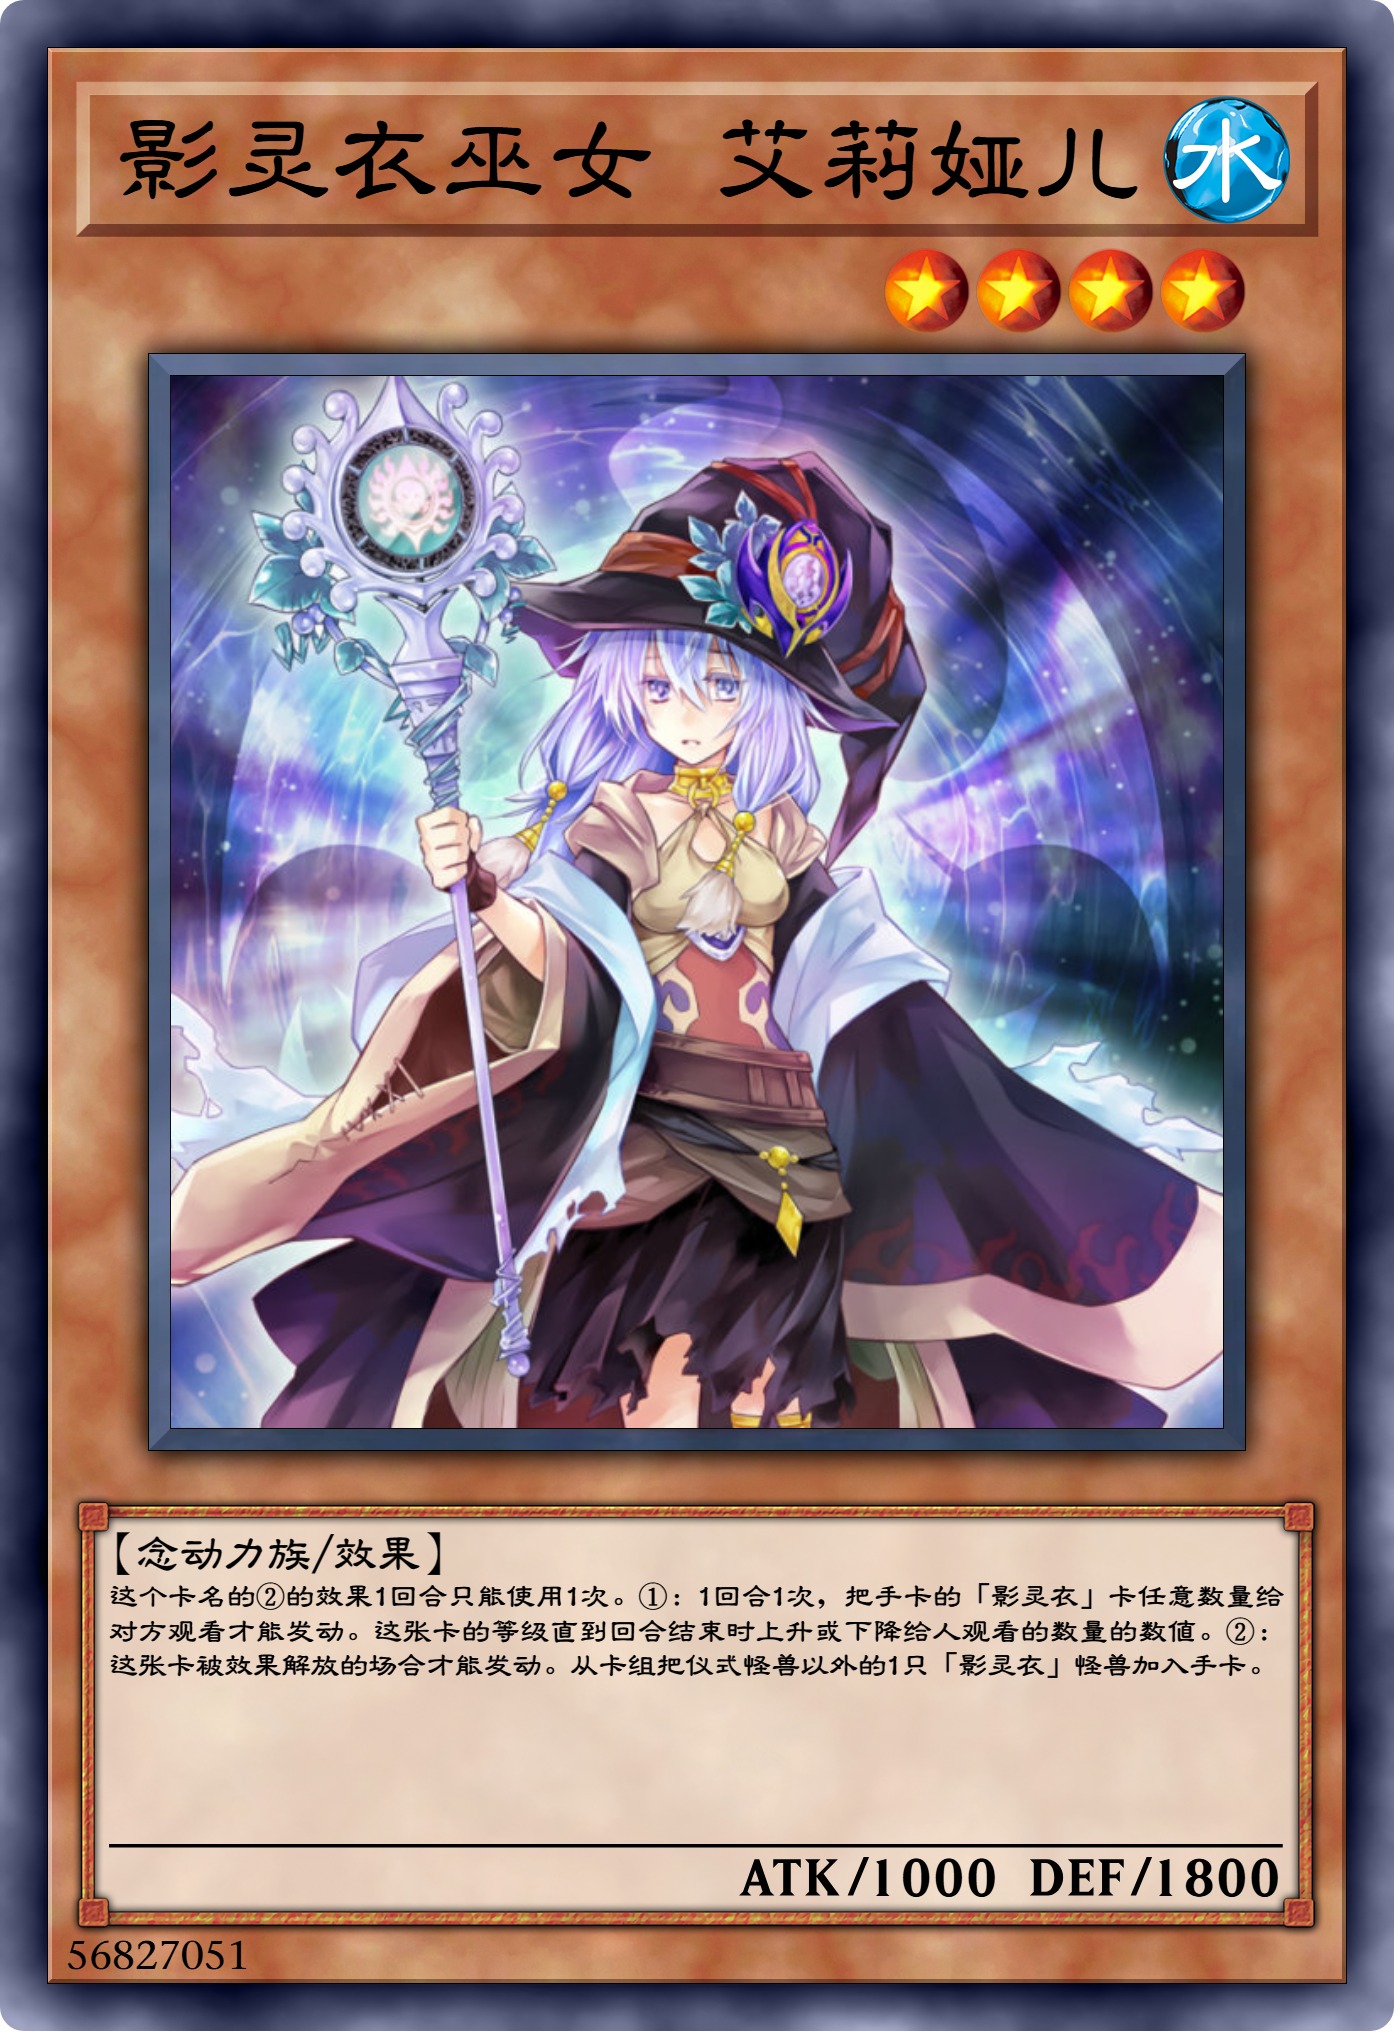 影灵衣巫女 艾莉娅儿
水
【念动力族/效果】
这个卡名的②的效果1回合只能使用1次。①：1回合1次，把手卡的「影灵衣」卡任意数量给
对方观看才能发动。这张卡的等级直到回合结束时上升或下降给人观看的数量的数值。②：
这张卡被效果解放的场合才能发动。从卡组把仪式怪兽以外的1只「影灵衣」怪兽加入手卡。
ATK/1000 DEF/1800
56827051